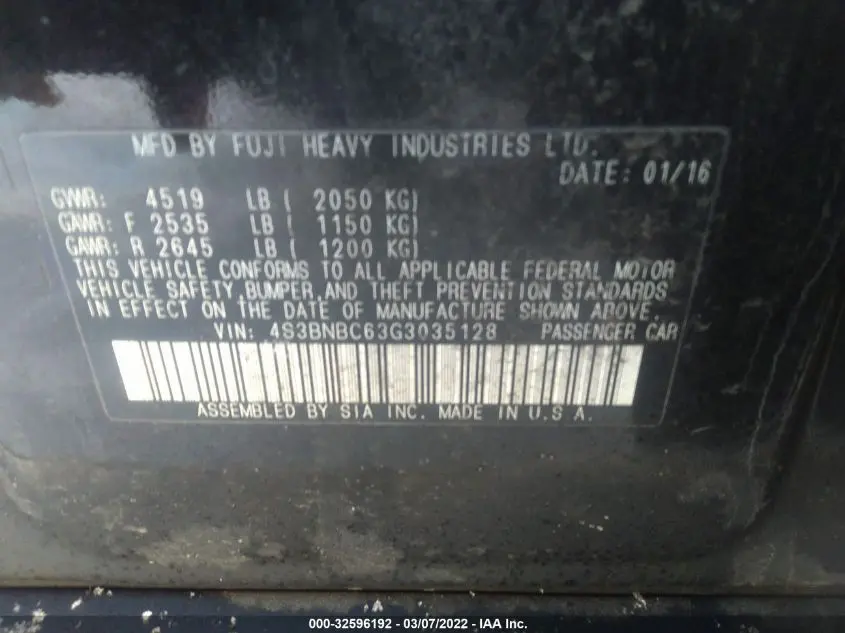 MFD BY FUJI HEAVY INDUSTRIES LTD.
DATE: 01/16
GVWR: 4519 LB ( 2050 KG)
GAWR: F 2535 LB ( 1150 KG)
GAWR: R 2645 LB ( 1200 KG)
THIS VEHICLE CONFORMS TO ALL APPLICABLE FEDERAL MOTOR
VEHICLE SAFETY,BUMPER,AND THEFT PREVENTION STANDARDS
IN EFFECT ON THE DATE OF MANUFACTURE SHOWN ABOVE.
VIN: 4S3BNBC63G3035128 PASSENGER CAR
ASSEMBLED BY SIA INC. MADE IN U.S.A.
000-32596192 - 03/07/2022 - IAA Inc.